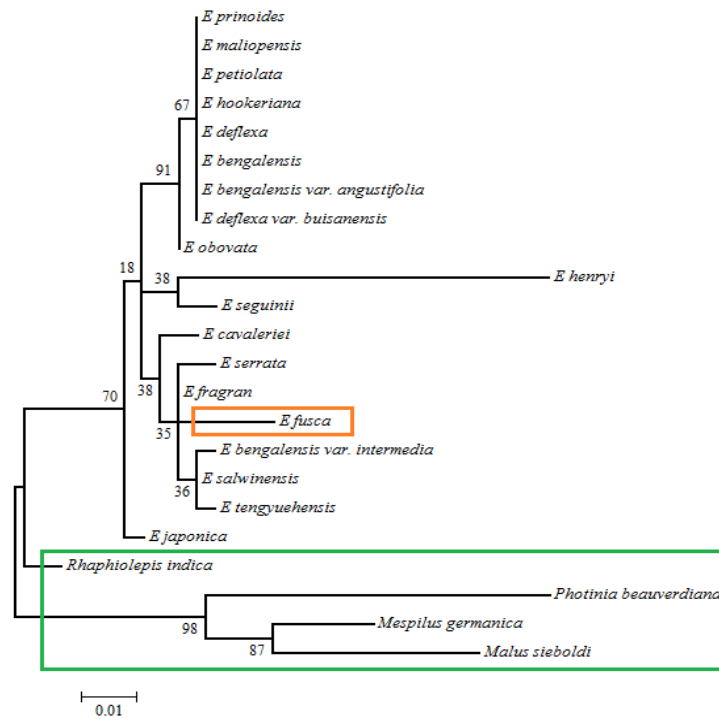 E prinoides
E maliopensis
E petiolata
67
E hookeriana
E deflexa
E bengalensis
91
E bengalensis var. angustifolia
E deflexa var. buisanensis
E obovata
18
38
E henryi
E seguinii
E cavaleriei
E serrata
38
E fragran
70
E fusca
35
E bengalensis var. intermedia
E salwinensis
36
E tengyuehensis
E japonica
Rhaphiolepis indica
Photinia beauverdiana
Mespilus germanica
98
87
Malus sieboldi
0.01